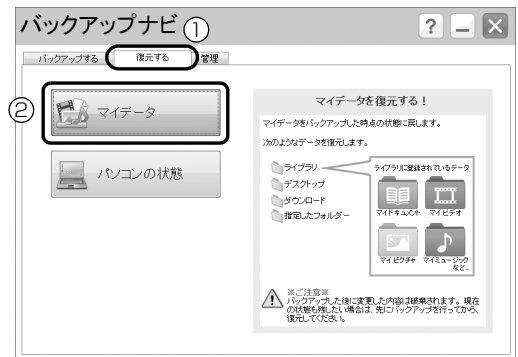 バックアップナビ
①
?
バックアップする
復元する
管理
②
マイデータ
パソコンの状態
マイデータを復元する！
マイデータをバックアップした時点の状態に戻します。
次のようなデータを復元します。
ライブラリ
デスクトップ
ダウンロード
指定したフォルダー
ライブラリに登録されているデータ
マイドキュメント
マイビデオ
マイピクチャ
マイミュージック
など...
※ご注意※
バックアップした後に変更した内容は破棄されます。現在
の状態も残したい場合は、先にバックアップを行ってから、
復元してください。